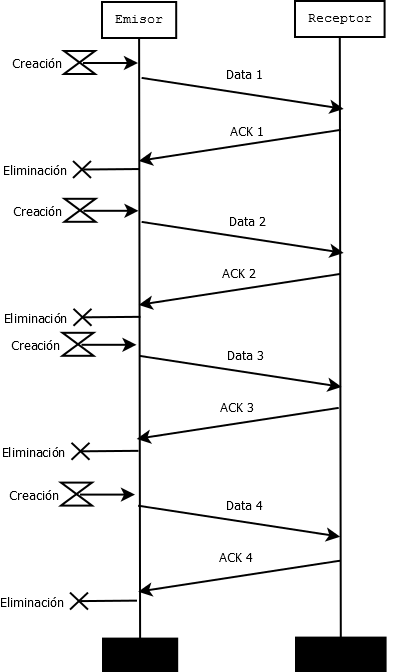 Emisor Receptor
Creación
Data 1
ACK 1
Eliminación
Creación
Data 2
ACK 2
Eliminación
Creación
Data 3
ACK 3
Eliminación
Creación
Data 4
ACK 4
Eliminación